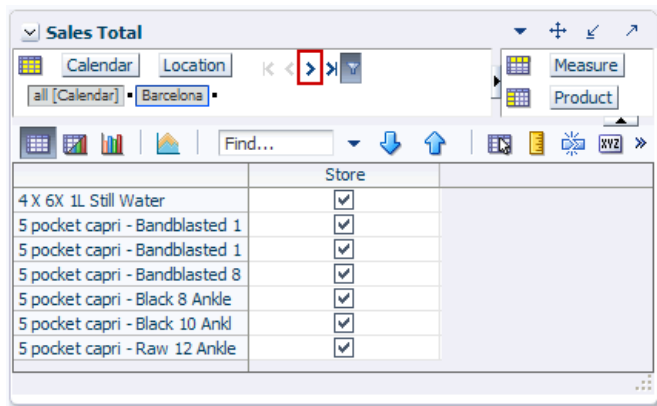 Sales Total
Calendar Location Measure
all [Calendar] Barcelona Product
Find... XYZ
Store
4 X 6X 1L Still Water
5 pocket capri - Bandblasted 1
5 pocket capri - Bandblasted 1
5 pocket capri - Bandblasted 8
5 pocket capri - Black 8 Ankle
5 pocket capri - Black 10 Ankl
5 pocket capri - Raw 12 Ankle